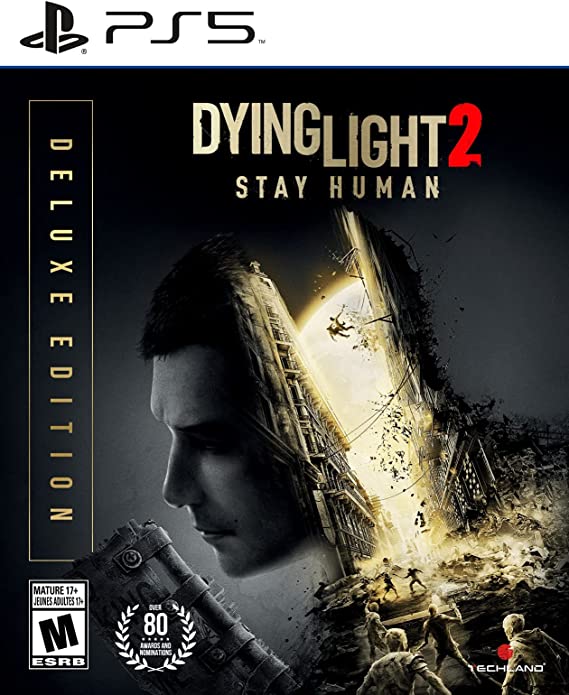 PS5
DYING LIGHT 2
STAY HUMAN
DELUXE EDITION
MATURE 17+
JEUNES ADULTES 17+
M
ESRB
OVER
80
AWARDS AND
NOMINATIONS
TECHLAND